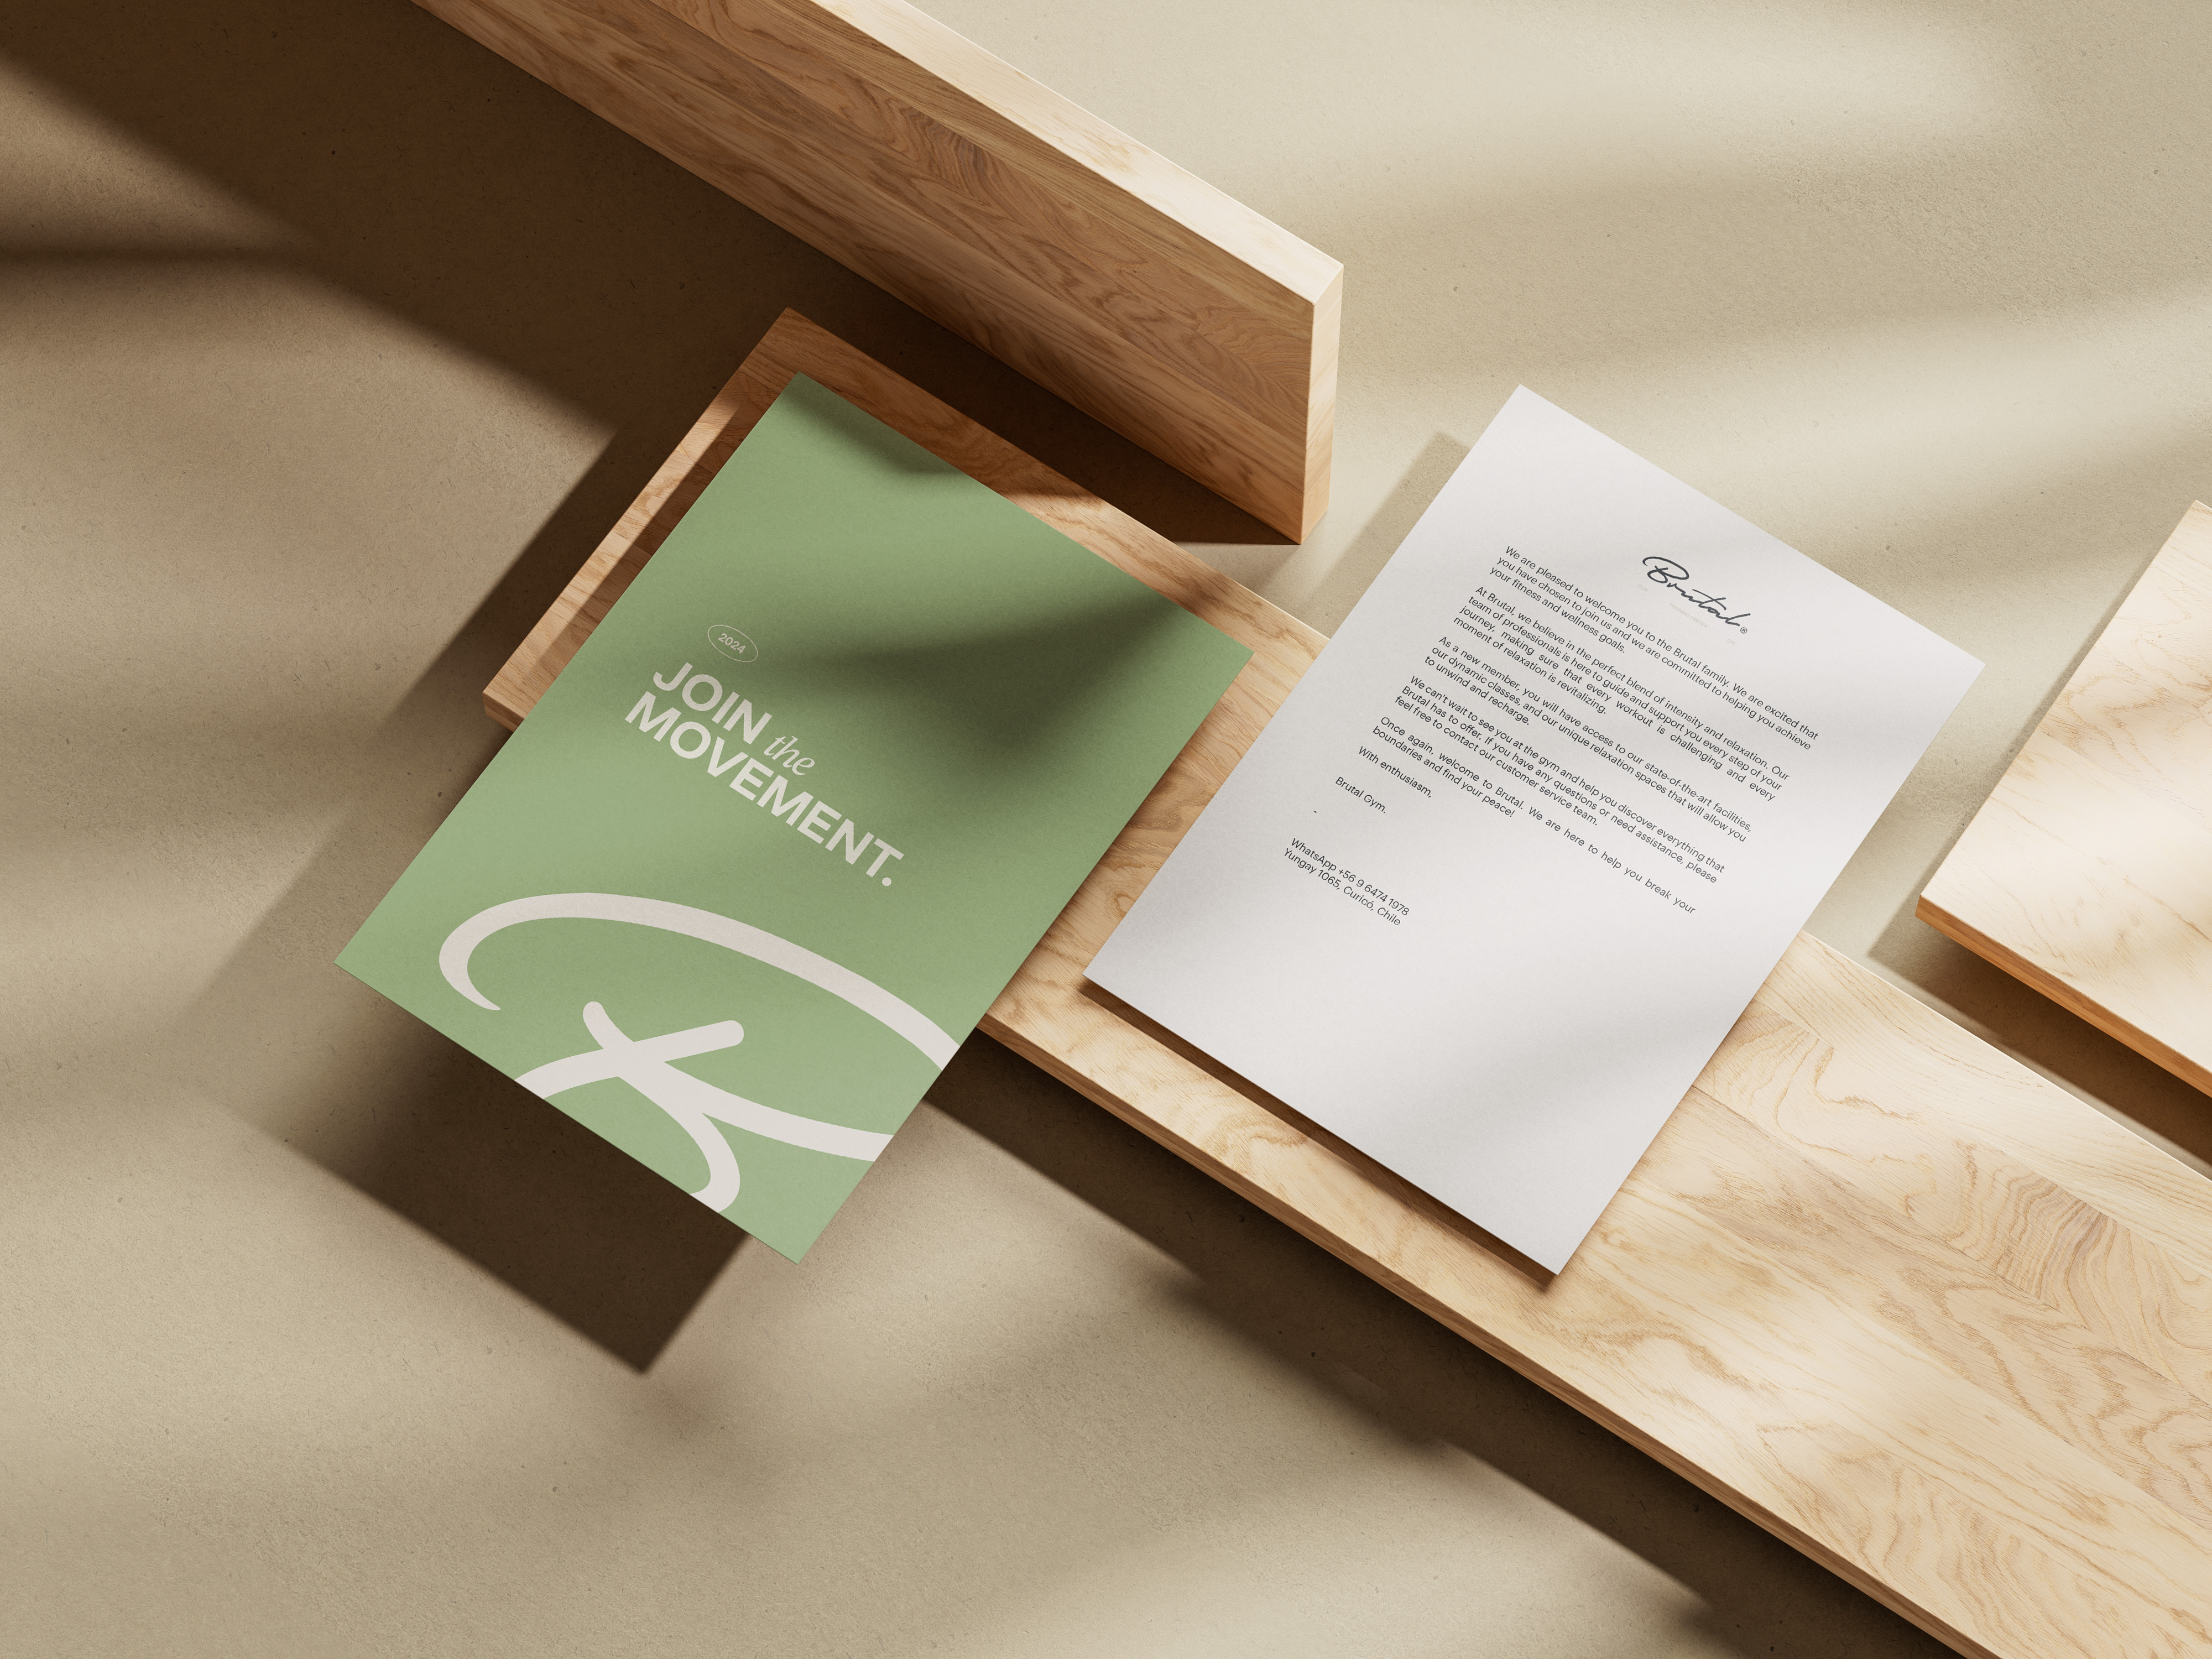 2024
JOIN the
MOVEMENT.
Brutal®
We are pleased to welcome you to the Brutal family. We are excited that
you have chosen to join us and we are committed to helping you achieve
your fitness and wellness goals.
At Brutal, we believe in the perfect blend of intensity and relaxation. Our
team of professionals is here to guide and support you every step of your
journey, making sure that every workout is challenging and every
moment of relaxation is revitalizing.
As a new member, you will have access to our state-of-the-art facilities,
our dynamic classes, and our unique relaxation spaces that will allow you
to unwind and recharge.
We can't wait to see you at the gym and help you discover everything that
Brutal has to offer. If you have any questions or need assistance, please
feel free to contact our customer service team.
Once again, welcome to Brutal. We are here to help you break your
boundaries and find your peace!
With enthusiasm,
Brutal Gym.
-
WhatsApp +56 9 6474 1978
Yungay 1065, Curicó, Chile